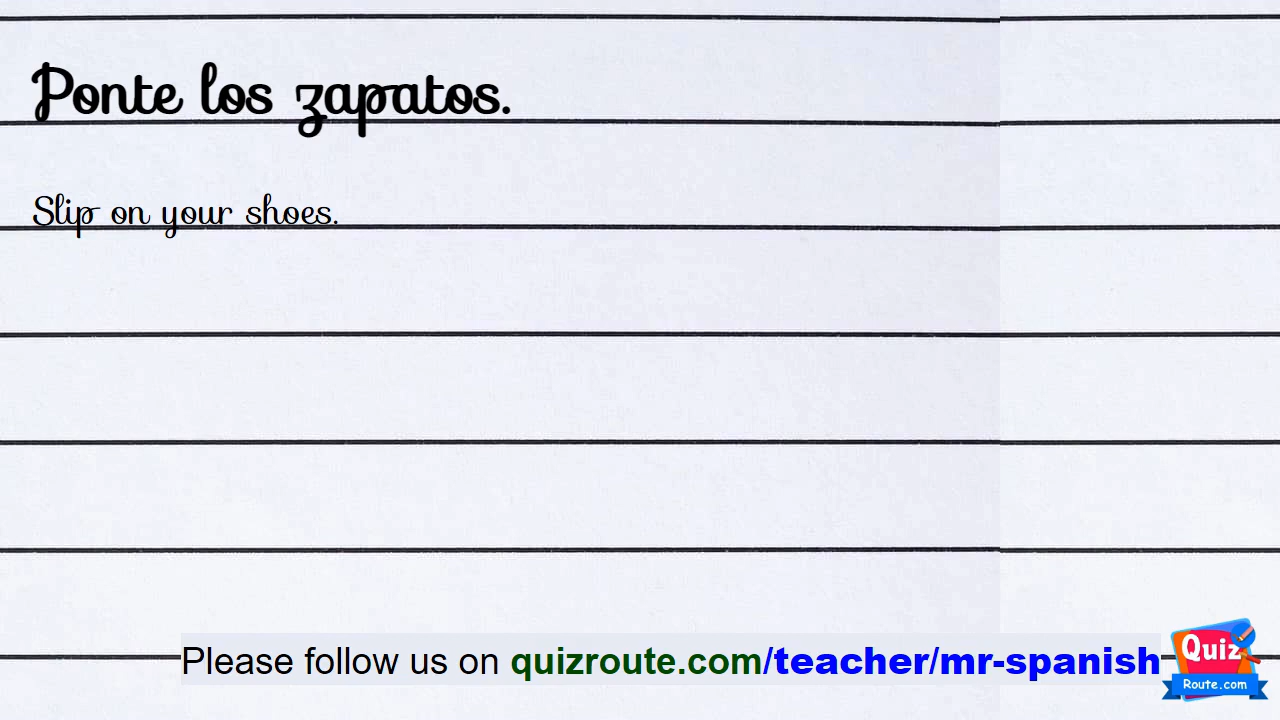 Ponte los zapatos.
Slip on your shoes.
Please follow us on quizroute.com/teacher/mr-spanish
Quiz
Route.com